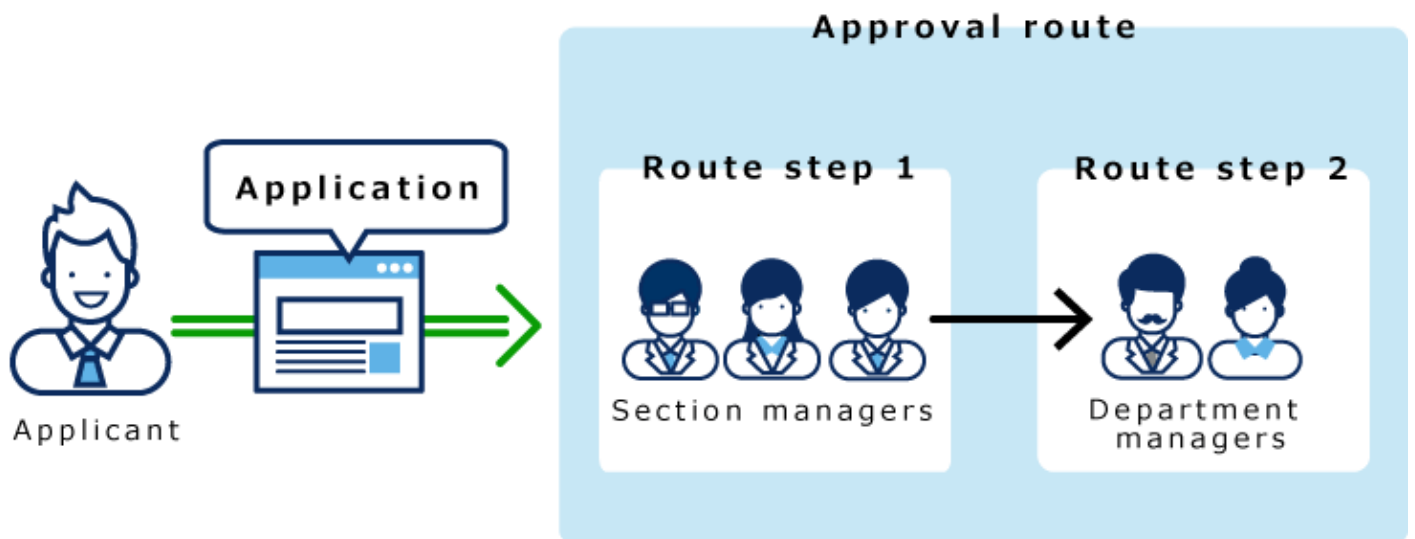 Approval route
Application
Route step 1
Route step 2
Applicant
Section managers
Department
managers